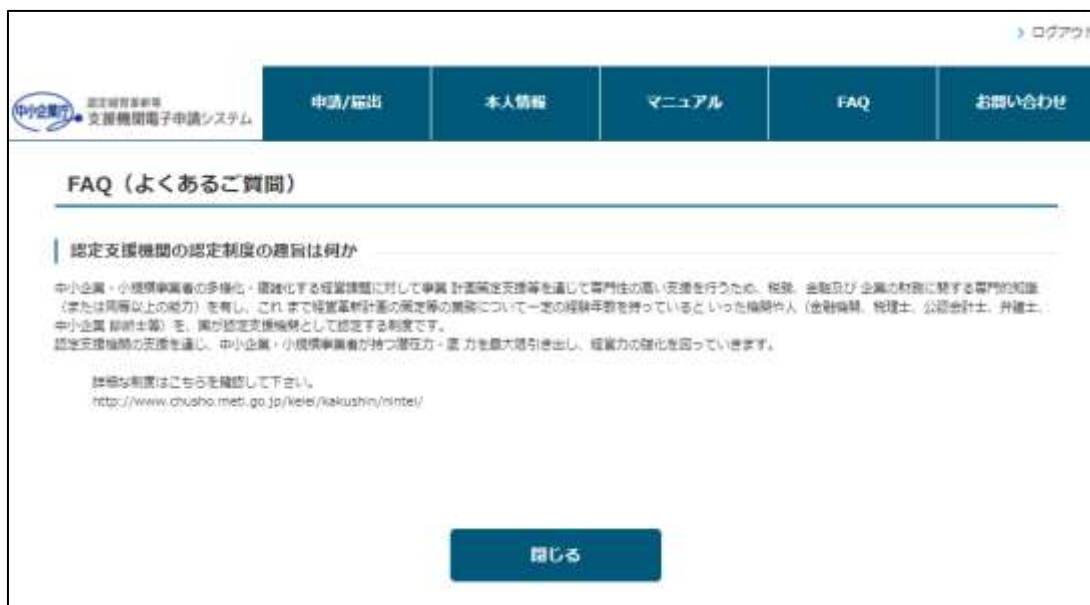 ログアウト
中小企業庁
認定経営革新等
支援機関電子申請システム
申請/届出
本人情報
マニュアル
FAQ
お問い合わせ
FAQ（よくあるご質問）
認定支援機関の認定制度の趣旨は何か
中小企業・小規模事業者の多様化・複雑化する経営課題に対して事業 計画策定支援等を通じて専門性の高い支援を行うため、税務、金融及び 企業の財務に関する専門的知識
（または同等以上の能力）を有し、これ まで経営革新計画の策定等の業務について一定の経験年数を持っていると いった機関や人（金融機関、税理士、公認会計士、弁護士、
中小企業 診断士等）を、国が認定支援機関として認定する制度です。
認定支援機関の支援を通じ、中小企業・小規模事業者が持つ潜在力・底 力を最大限引き出し、経営力の強化を図っていきます。
詳細な制度はこちらを確認して下さい。
http://www.chusho.meti.go.jp/keiei/kakushin/nintei/
閉じる